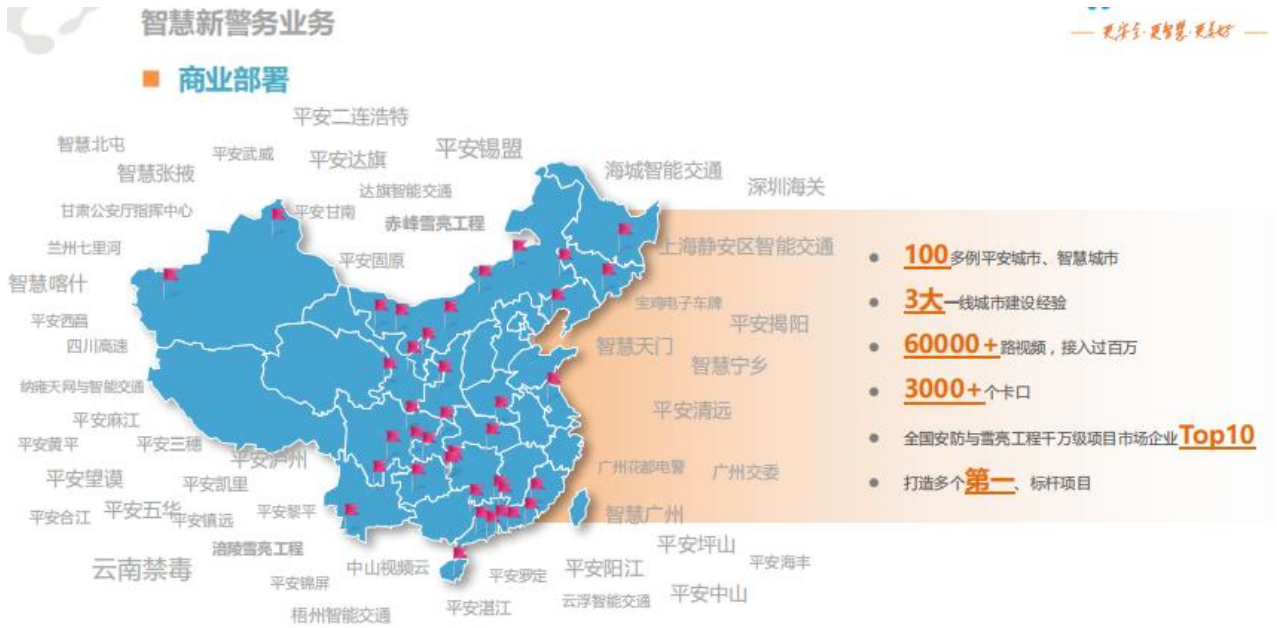 智慧新警务业务
更安全·更智慧·更美好
商业部署
平安二连浩特
智慧北屯
平安武威
平安达旗
平安锡盟
海城智能交通
智慧张掖
达旗智能交通
深圳海关
甘肃公安厅指挥中心
平安甘南
赤峰雪亮工程
兰州七里河
平安固原
上海静安区智能交通
100多例平安城市、智慧城市
智慧喀什
宝鸡电子车牌
3大一线城市建设经验
平安西昌
平安揭阳
四川高速
智慧天门
60000+路视频，接入过百万
智慧宁乡
纳雍天网与智能交通
3000+个卡口
平安麻江
平安清远
平安黄平
平安三穗
平安泸州
全国安防与雪亮工程千万级项目市场企业Top10
平安望谟
平安凯里
广州花都电警
广州交委
打造多个第一、标杆项目
平安合江
平安五华
平安镇远
平安黎平
智慧广州
云南禁毒
涪陵雪亮工程
中山视频云
平安坪山
平安锦屏
平安罗定
平安阳江
平安海丰
梧州智能交通
平安湛江
云浮智能交通
平安中山